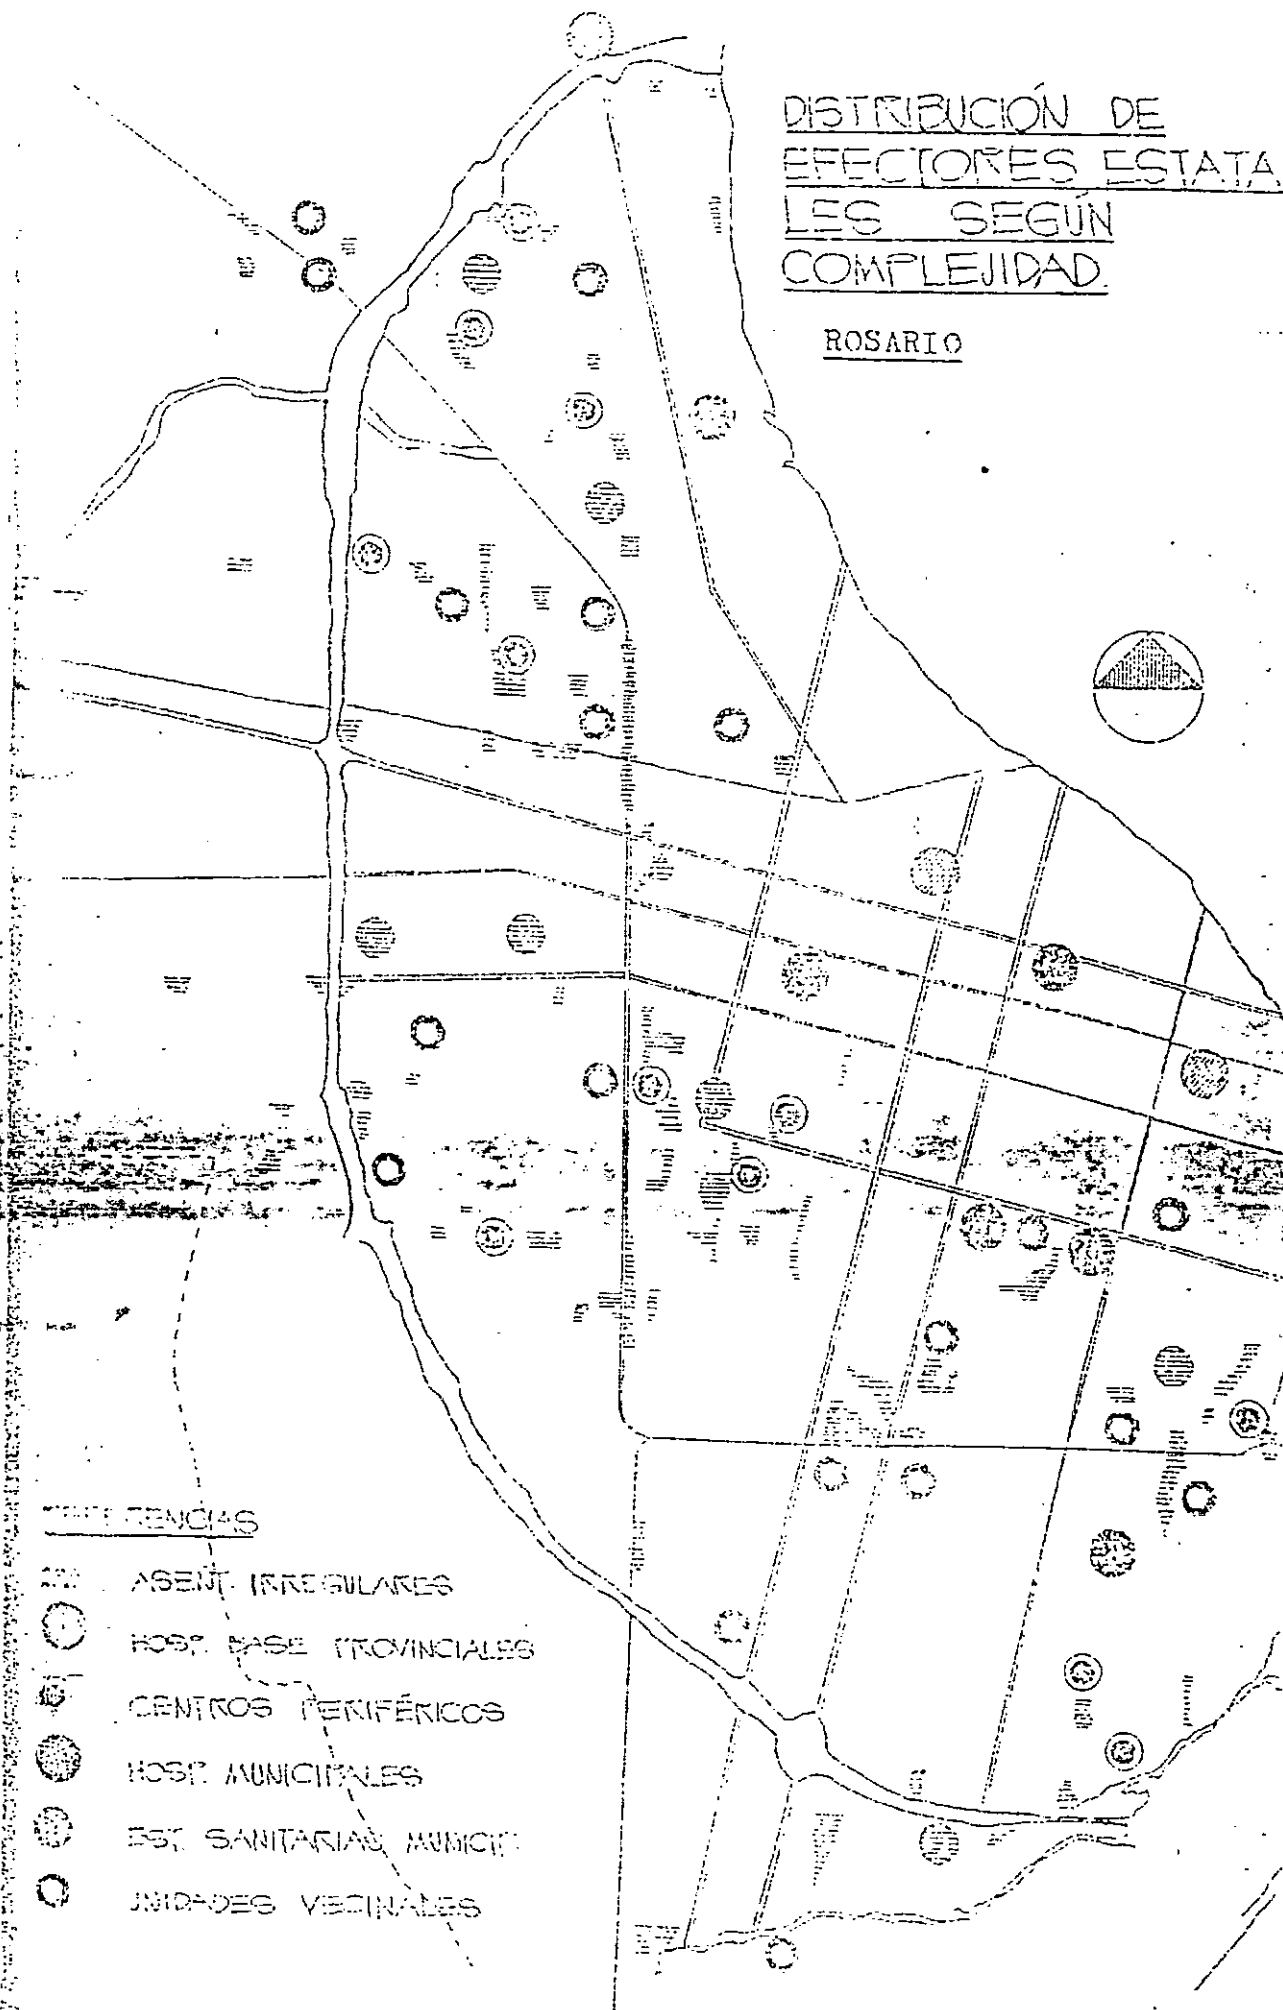 DISTRIBUCIÓN DE
EFECTORES ESTATA
LES SEGÚN
COMPLEJIDAD.
ROSARIO
ASENT. IRREGULARES
HOSP. BASE PROVINCIALES
CENTROS PERIFÉRICOS
HOSP. MUNICIPALES
EST. SANITARIAS MUNICIP.
UNIDADES VECINALES